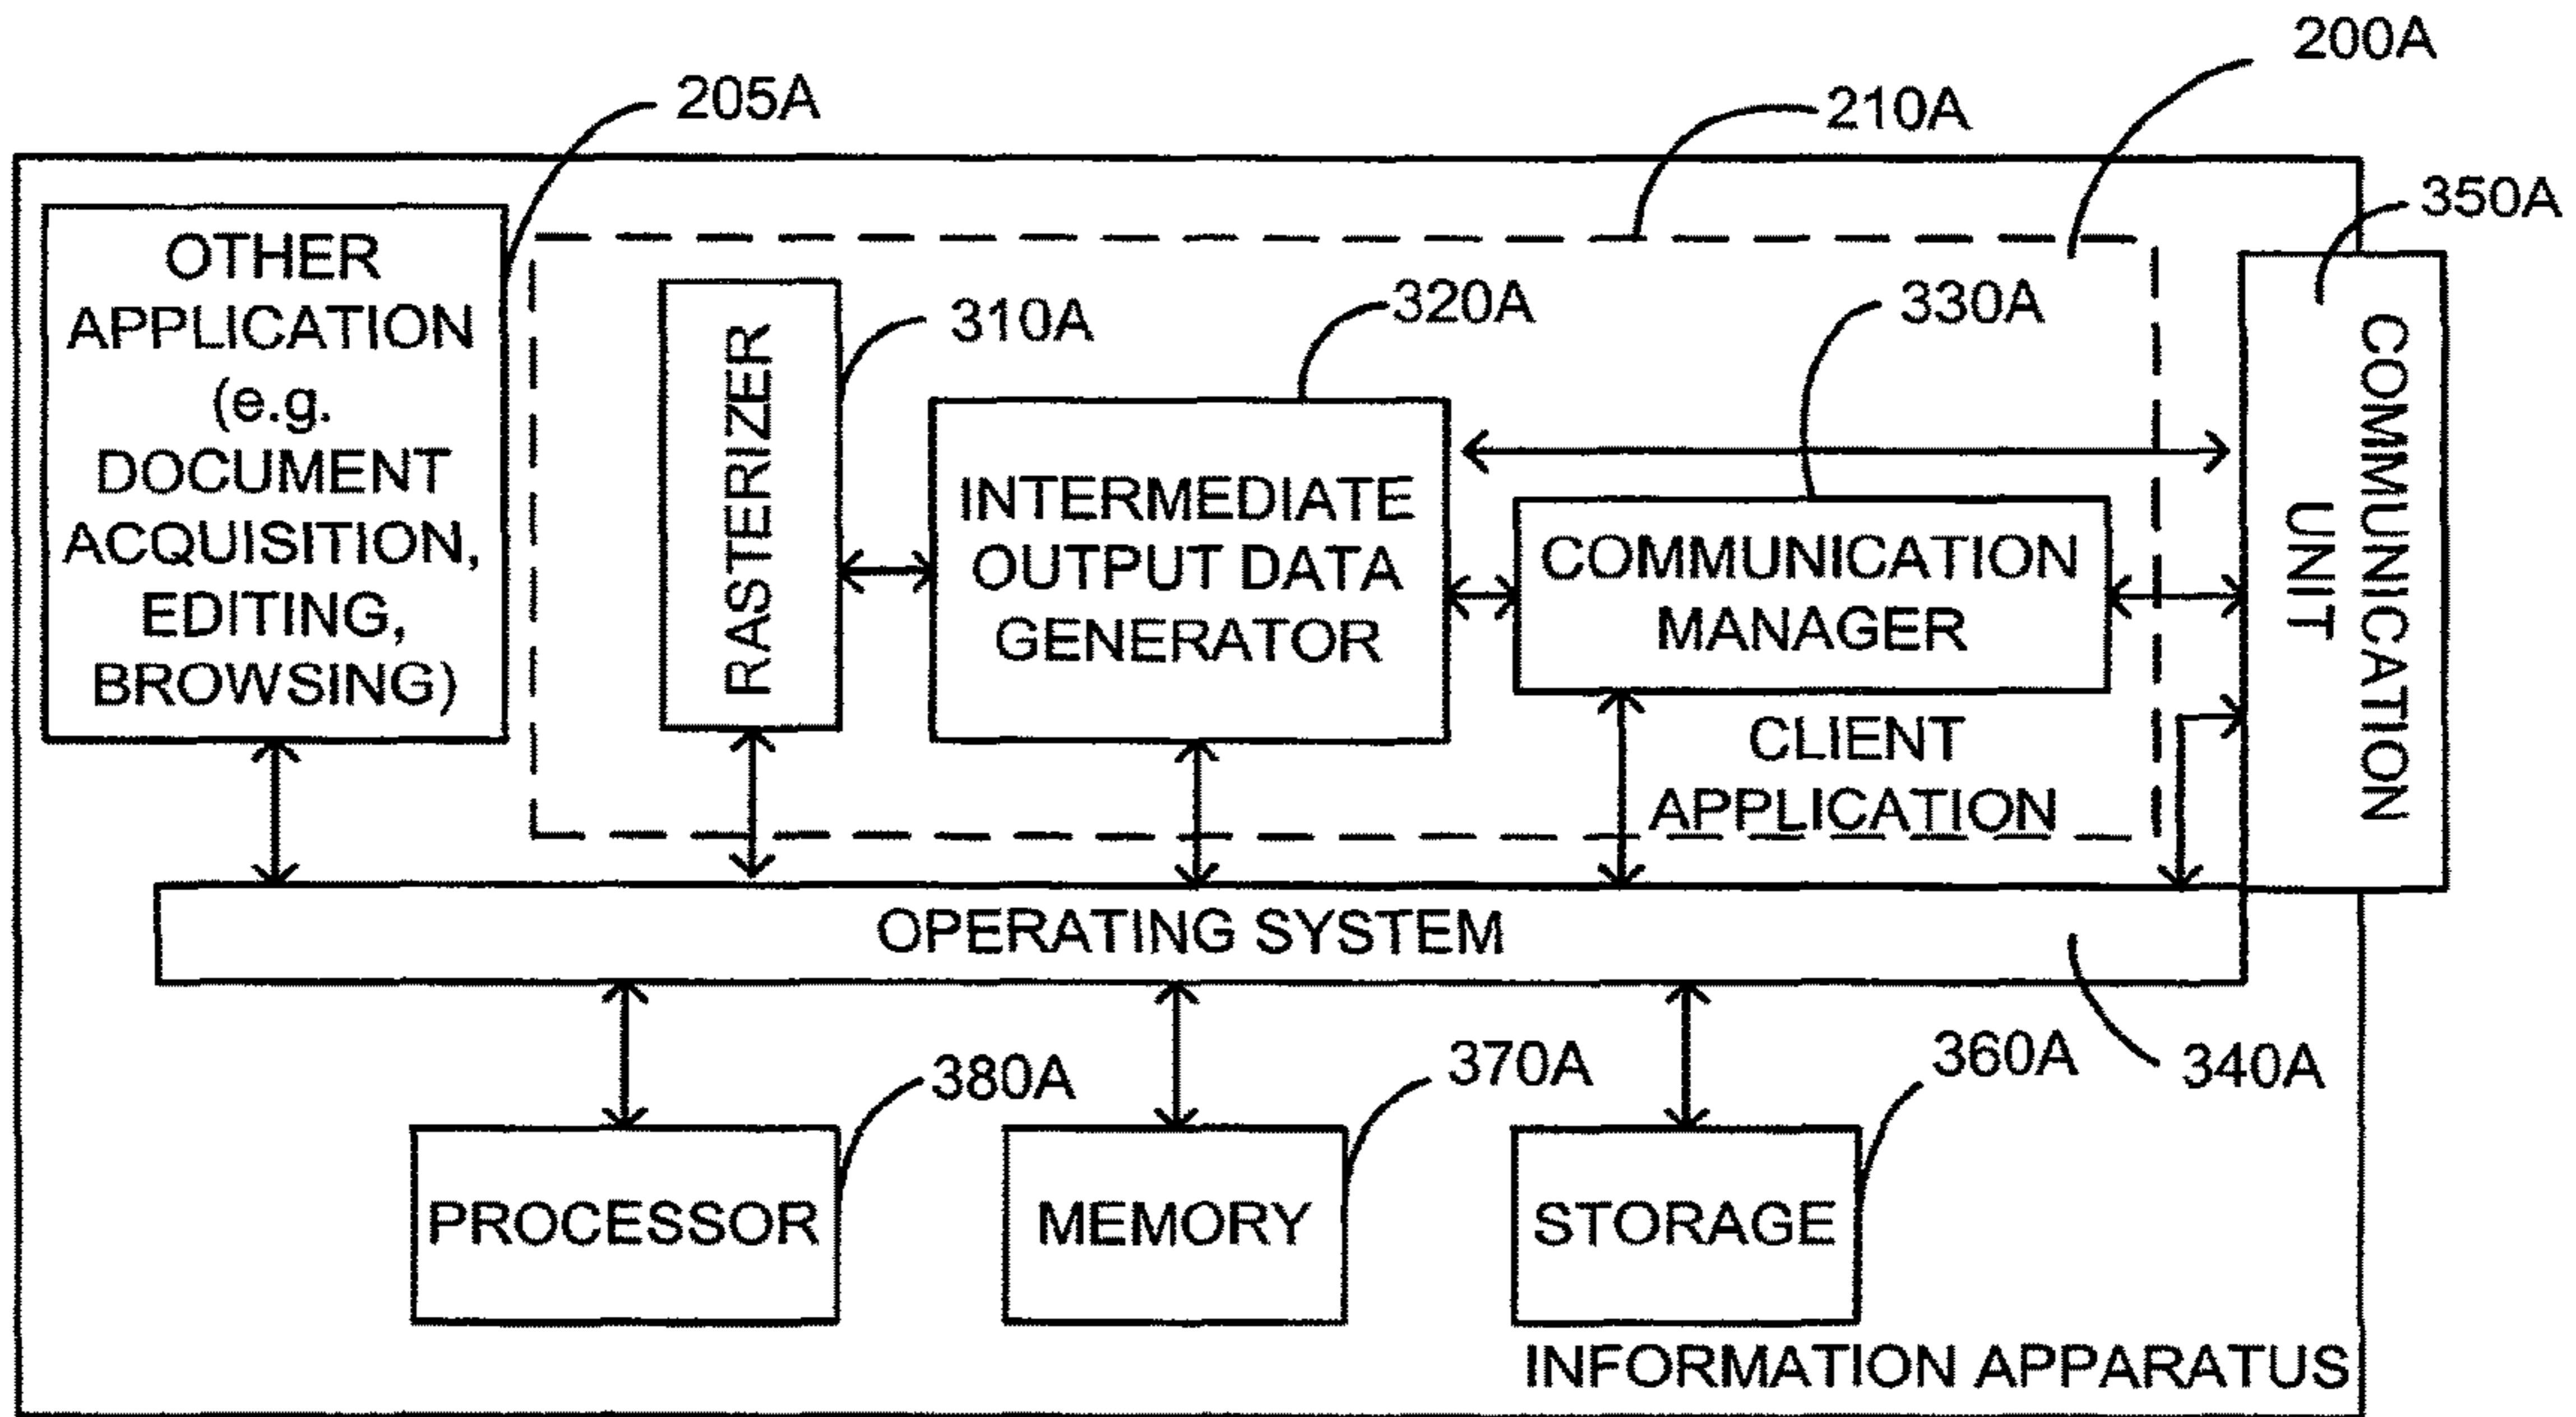 200A
205A
210A
350A
OTHER
APPLICATION
(e.g.
DOCUMENT
ACQUISITION,
EDITING,
BROWSING)
RASTERIZER
310A
320A
330A
INTERMEDIATE
OUTPUT DATA
GENERATOR
COMMUNICATION
MANAGER
CLIENT
APPLICATION
COMMUNICATION
UNIT
OPERATING SYSTEM
340A
380A
370A
360A
PROCESSOR
MEMORY
STORAGE
INFORMATION APPARATUS